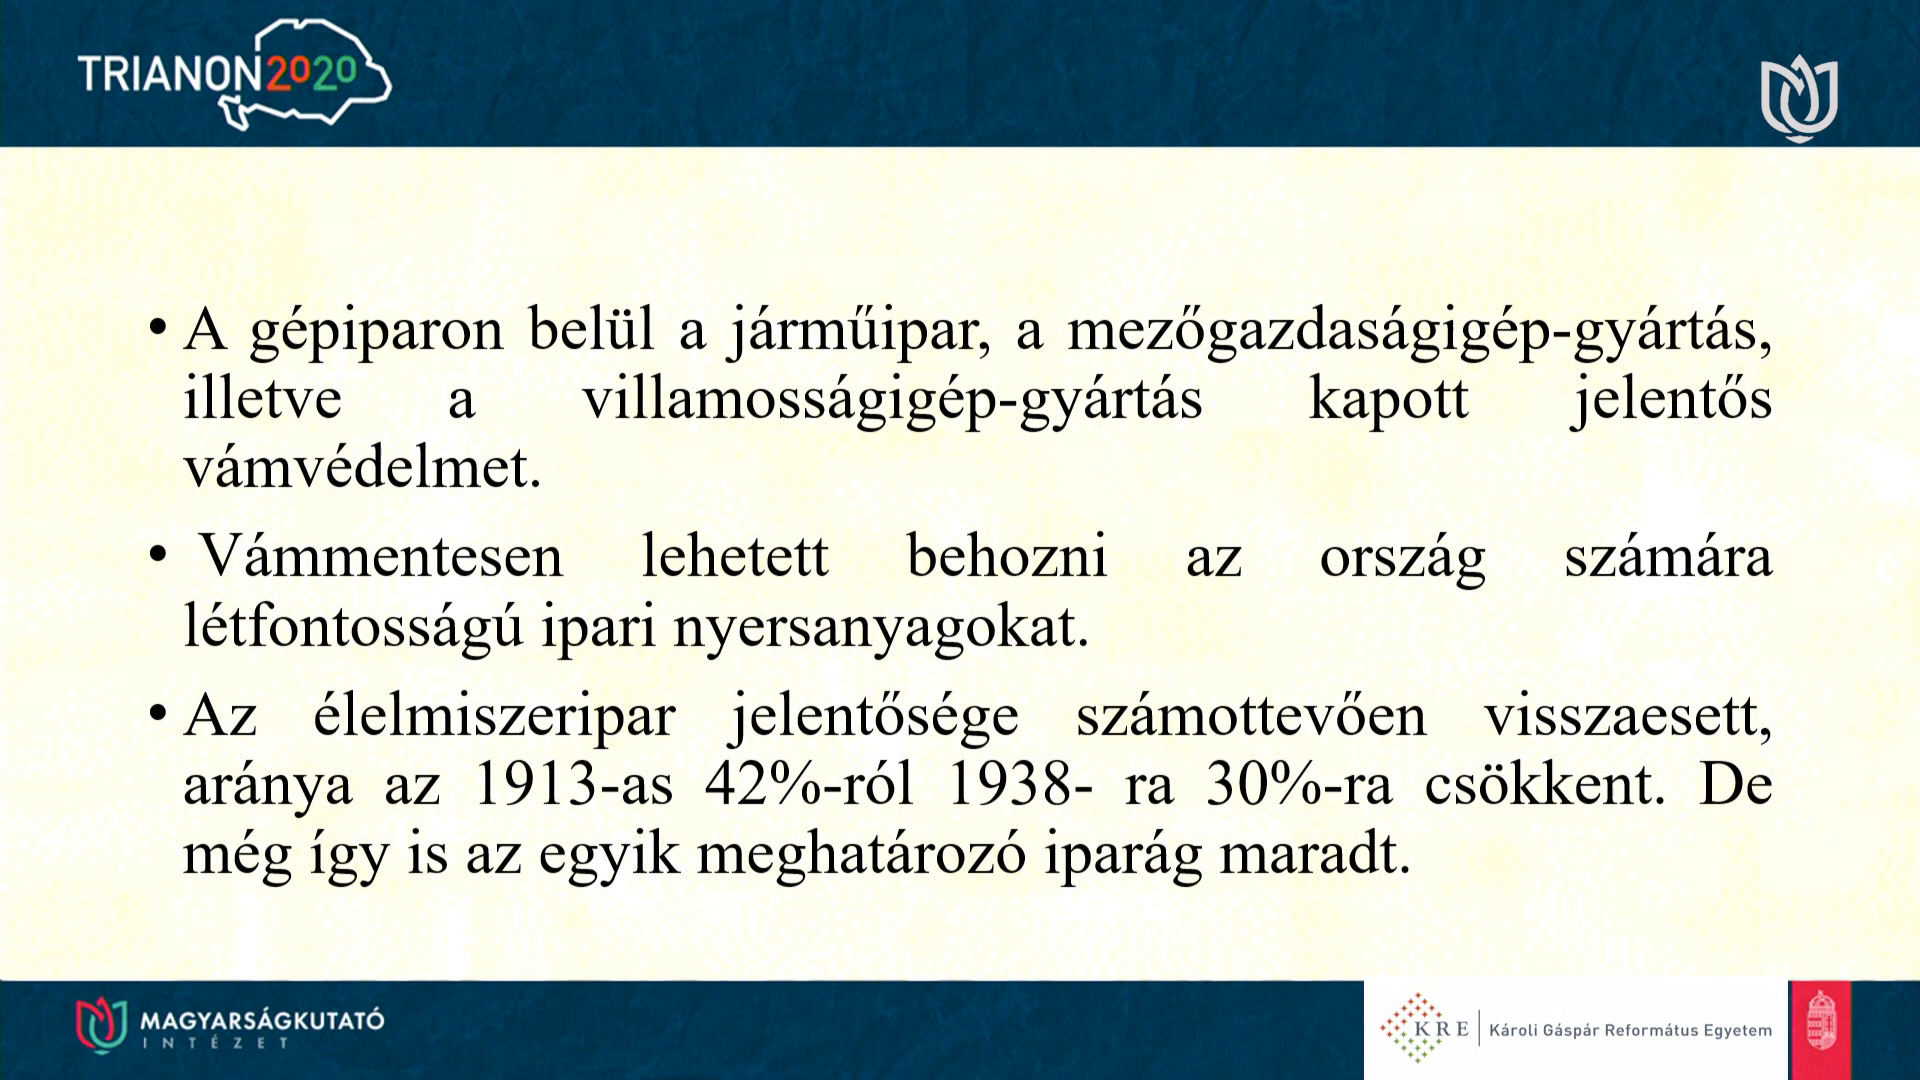 TRIANON2020
• A gépiparon belül a járműipar, a mezőgazdaságigép-gyártás,
illetve a villamosságigép-gyártás kapott jelentős
vámvédelmet.
• Vámmentesen lehetett behozni az ország számára
létfontosságú ipari nyersanyagokat.
• Az élelmiszeripar jelentősége számottevően visszaesett,
aránya az 1913-as 42%-ról 1938- ra 30%-ra csökkent. De
még így is az egyik meghatározó iparág maradt.
MAGYARSÁGKUTATÓ
INTÉZET
KRE
Károli Gáspár Református Egyetem